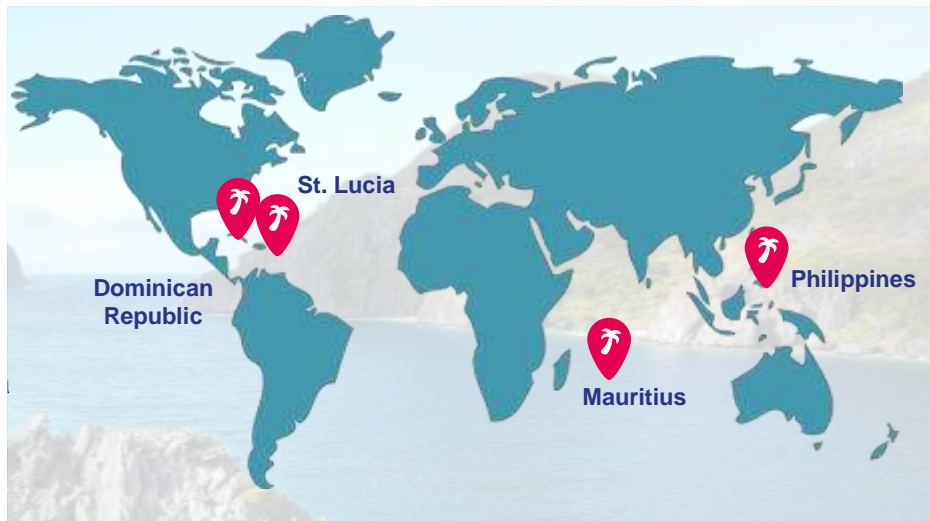 St. Lucia
Dominican
Republic
Philippines
Mauritius